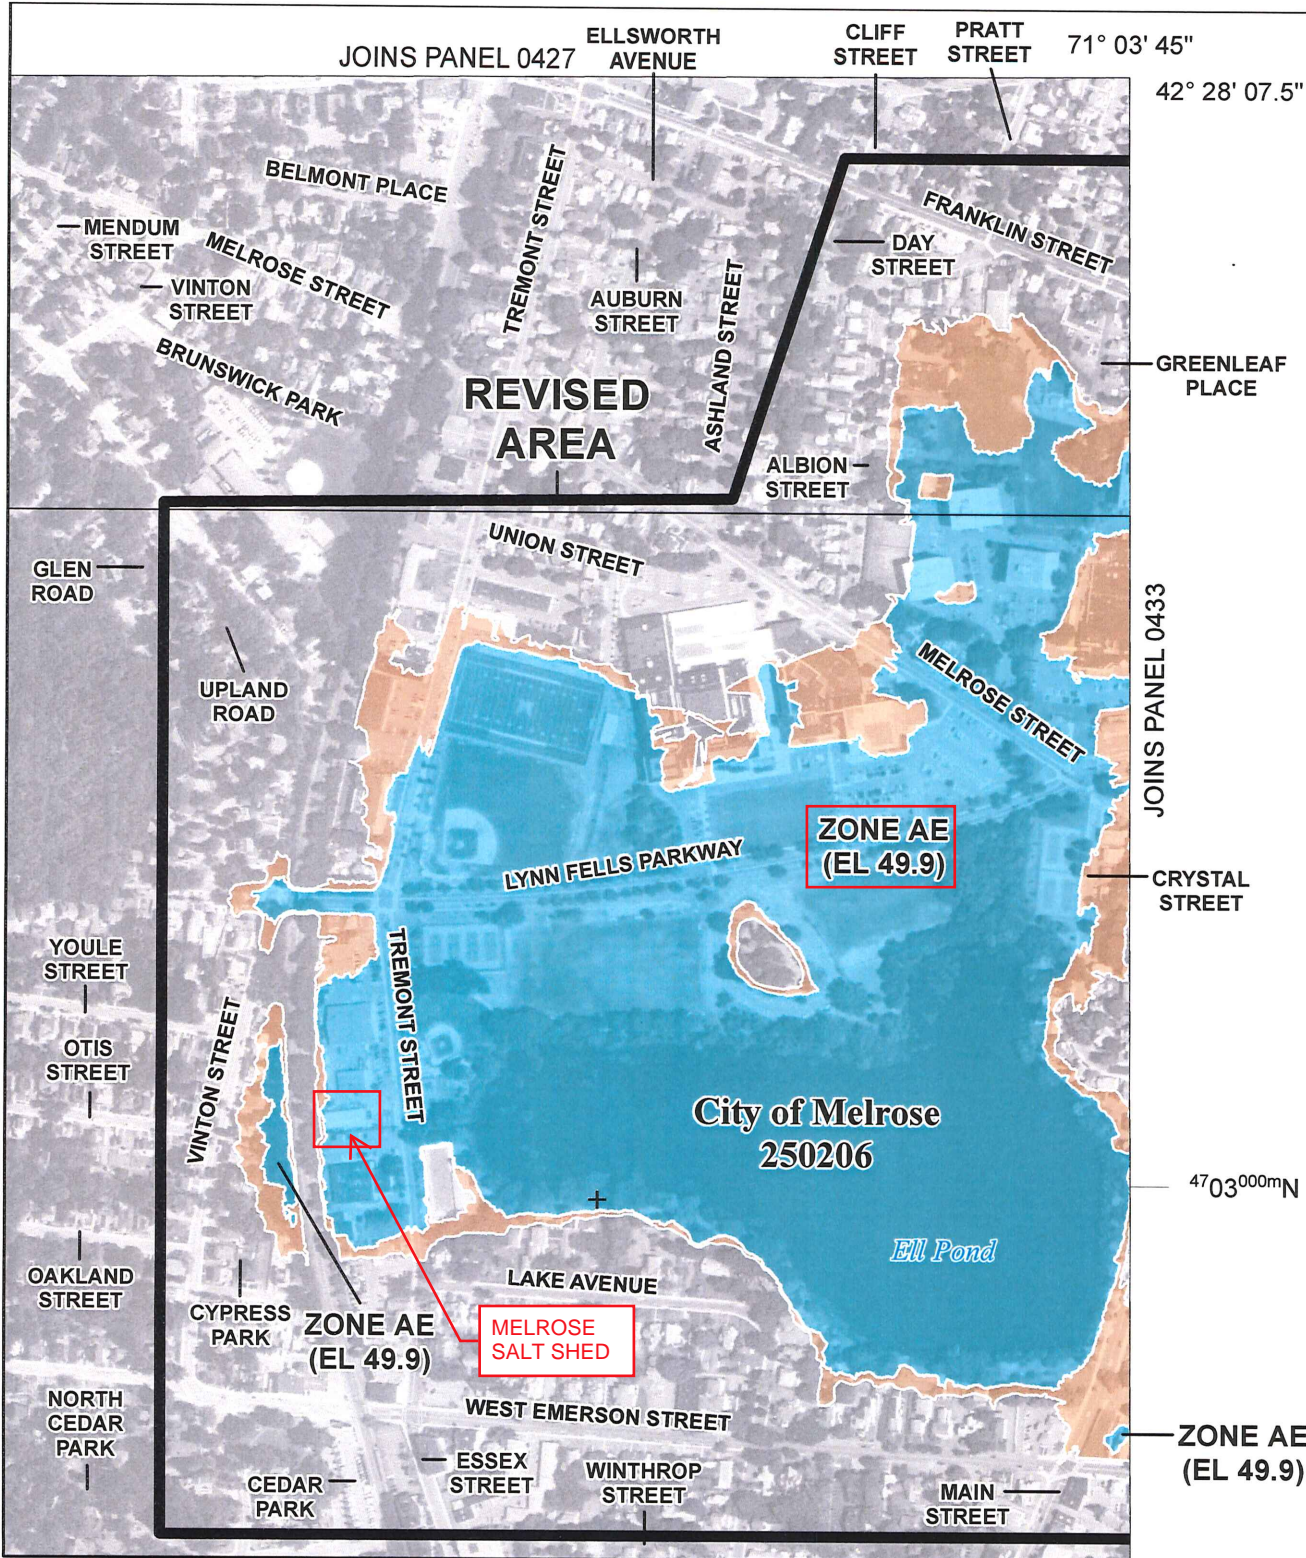 JOINS PANEL 0427
ELLSWORTH
AVENUE
CLIFF
STREET
PRATT
STREET
71° 03' 45"
42° 28' 07.5"
BELMONT PLACE
TREMONT STREET
FRANKLIN STREET
MENDUM
STREET
MELROSE STREET
DAY
STREET
VINTON
STREET
AUBURN
STREET
ASHLAND STREET
BRUNSWICK PARK
GREENLEAF
PLACE
REVISED
AREA
ALBION
STREET
UNION STREET
GLEN
ROAD
JOINS PANEL 0433
UPLAND
ROAD
MELROSE STREET
ZONE AE
(EL 49.9)
LYNN FELLS PARKWAY
CRYSTAL
STREET
YOULE
STREET
TREMONT STREET
OTIS
STREET
VINTON STREET
City of Melrose
250206
4703000mN
Ell Pond
OAKLAND
STREET
CYPRESS
PARK
LAKE AVENUE
ZONE AE
(EL 49.9)
MELROSE
SALT SHED
NORTH
CEDAR
PARK
WEST EMERSON STREET
ZONE AE
(EL 49.9)
CEDAR
PARK
ESSEX
STREET
WINTHROP
STREET
MAIN
STREET